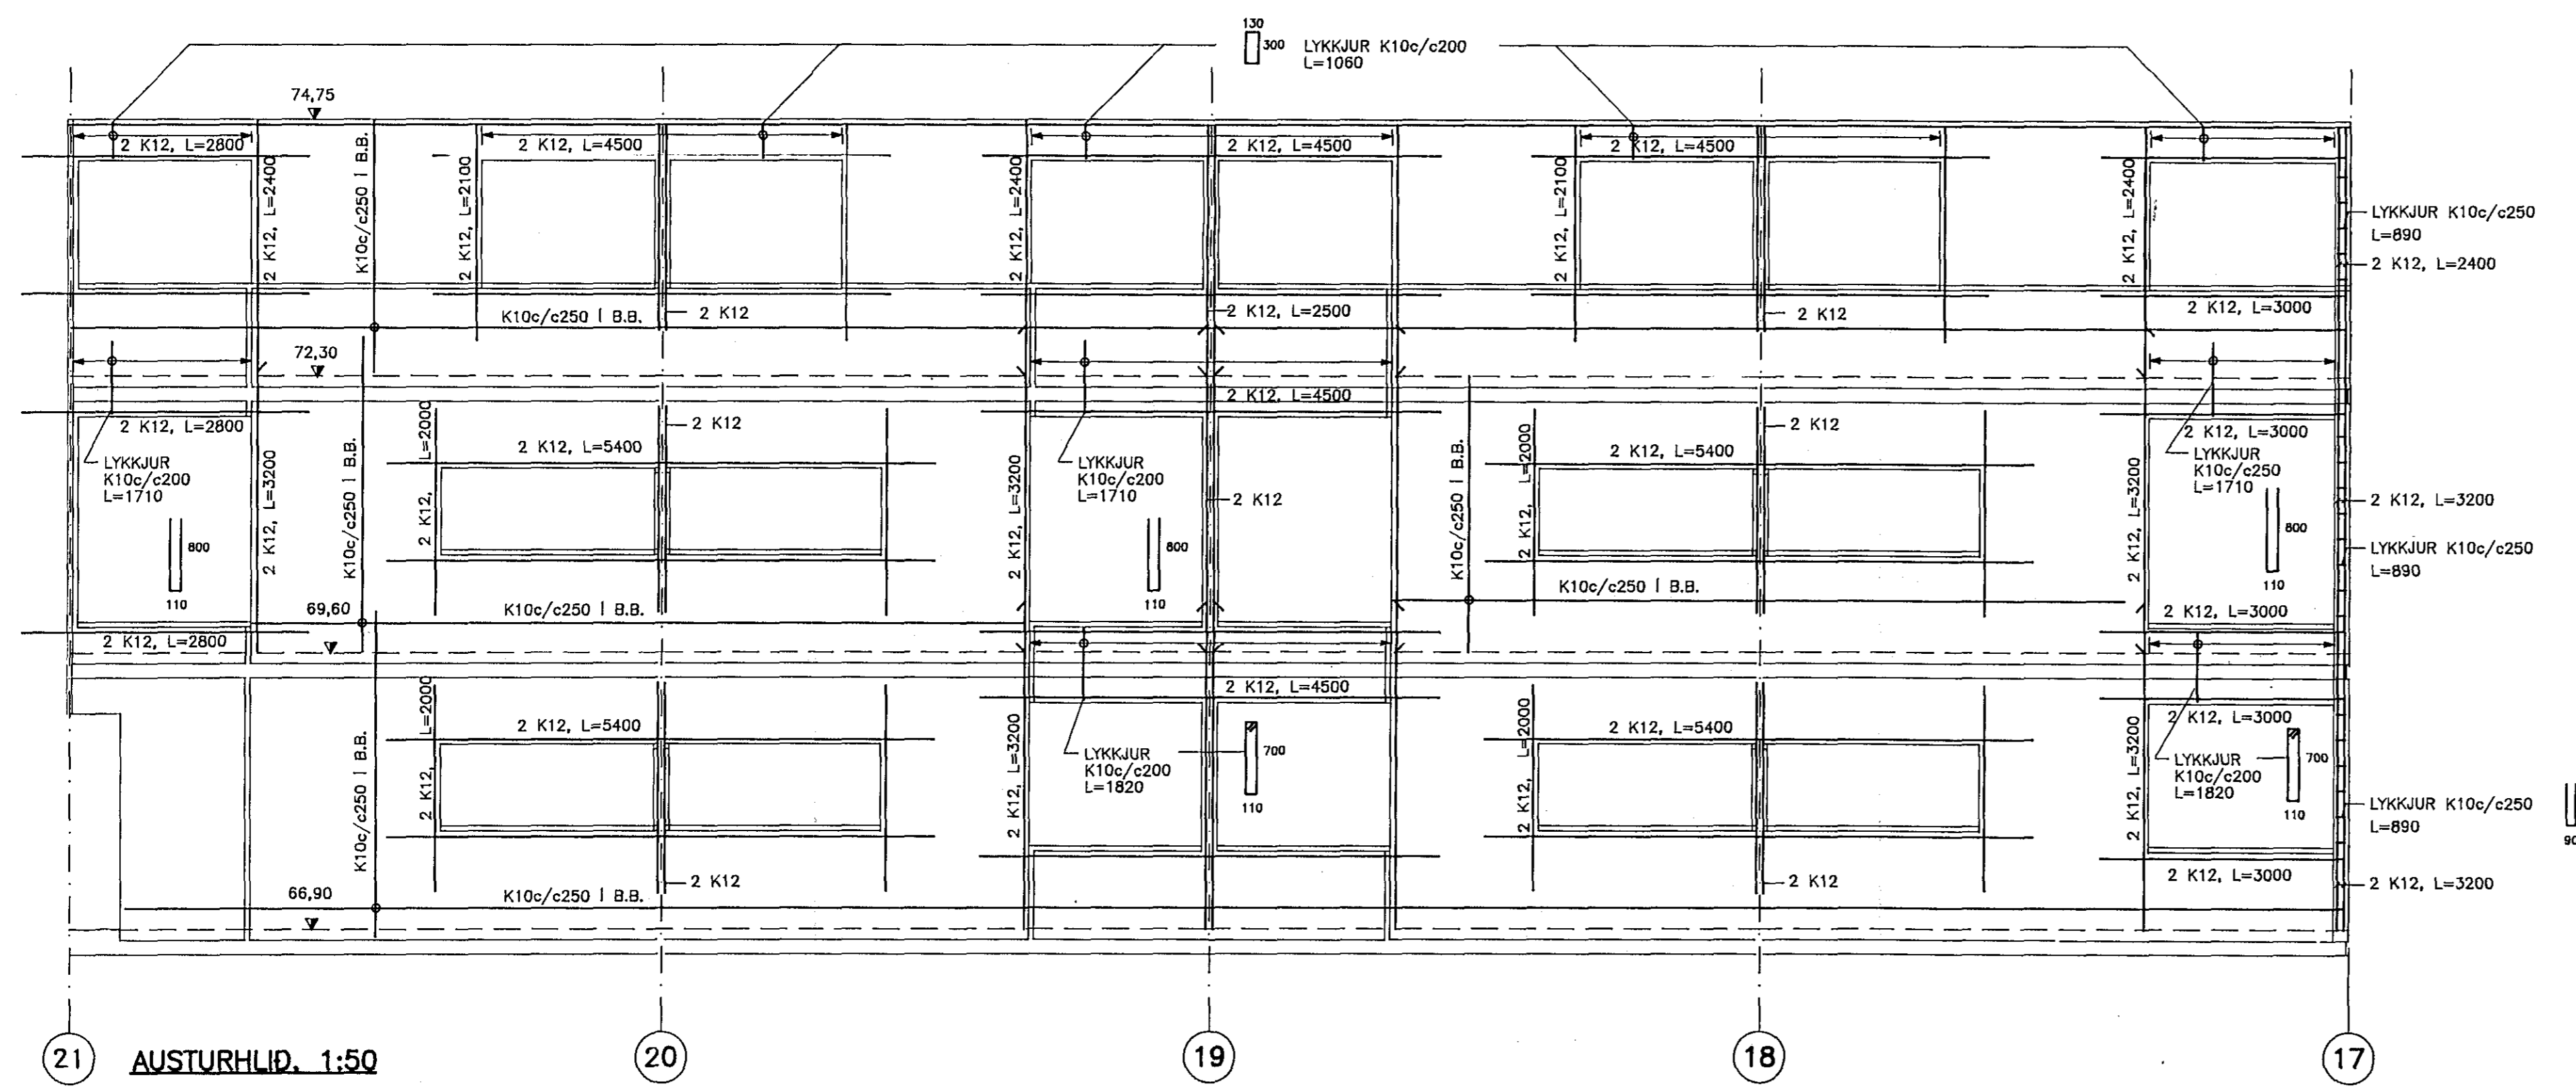 130
300
LYKKJUR K10c/c200
L=1060
74,75
2 K12, L=2800
2 K12, L=4500
2 K12, L=4500
2 K12, L=4500
2 K12, L=2400
K10c/c250 I B.B.
2 K12, L=2100
2 K12, L=2400
2 K12, L=2100
2 K12, L=2400
LYKKJUR K10c/c250
L=890
2 K12, L=2400
K10c/c250 I B.B.
2 K12
2 K12, L=2500
2 K12
2 K12, L=3000
72,30
2 K12, L=4500
2 K12, L=2800
2 K12
2 K12
2 K12, L=3000
LYKKJUR
K10c/c200
L=1710
800
110
2 K12, L=3200
K10c/c250 I B.B.
2 K12, L=2000
2 K12, L=5400
2 K12, L=3200
LYKKJUR
K10c/c200
L=1710
800
110
2 K12
K10c/c250 I B.B.
2 K12, L=2000
2 K12, L=5400
2 K12, L=3200
LYKKJUR
K10c/c250
L=1710
800
110
2 K12, L=3200
LYKKJUR K10c/c250
L=890
K10c/c250 I B.B.
69,60
K10c/c250 I B.B.
2 K12, L=3000
2 K12, L=2800
2 K12, L=4500
2 K12, L=3000
K10c/c250 I B.B.
2 K12, L=2000
2 K12, L=5400
2 K12, L=3200
LYKKJUR
K10c/c200
L=1820
700
110
2 K12, L=2000
2 K12, L=5400
2 K12, L=3200
LYKKJUR
K10c/c200
L=1820
700
110
LYKKJUR K10c/c250
L=890
90
66,90
K10c/c250 I B.B.
2 K12
2 K12
2 K12, L=3000
2 K12, L=3200
21
AUSTURHLIÐ, 1:50
20
19
18
17